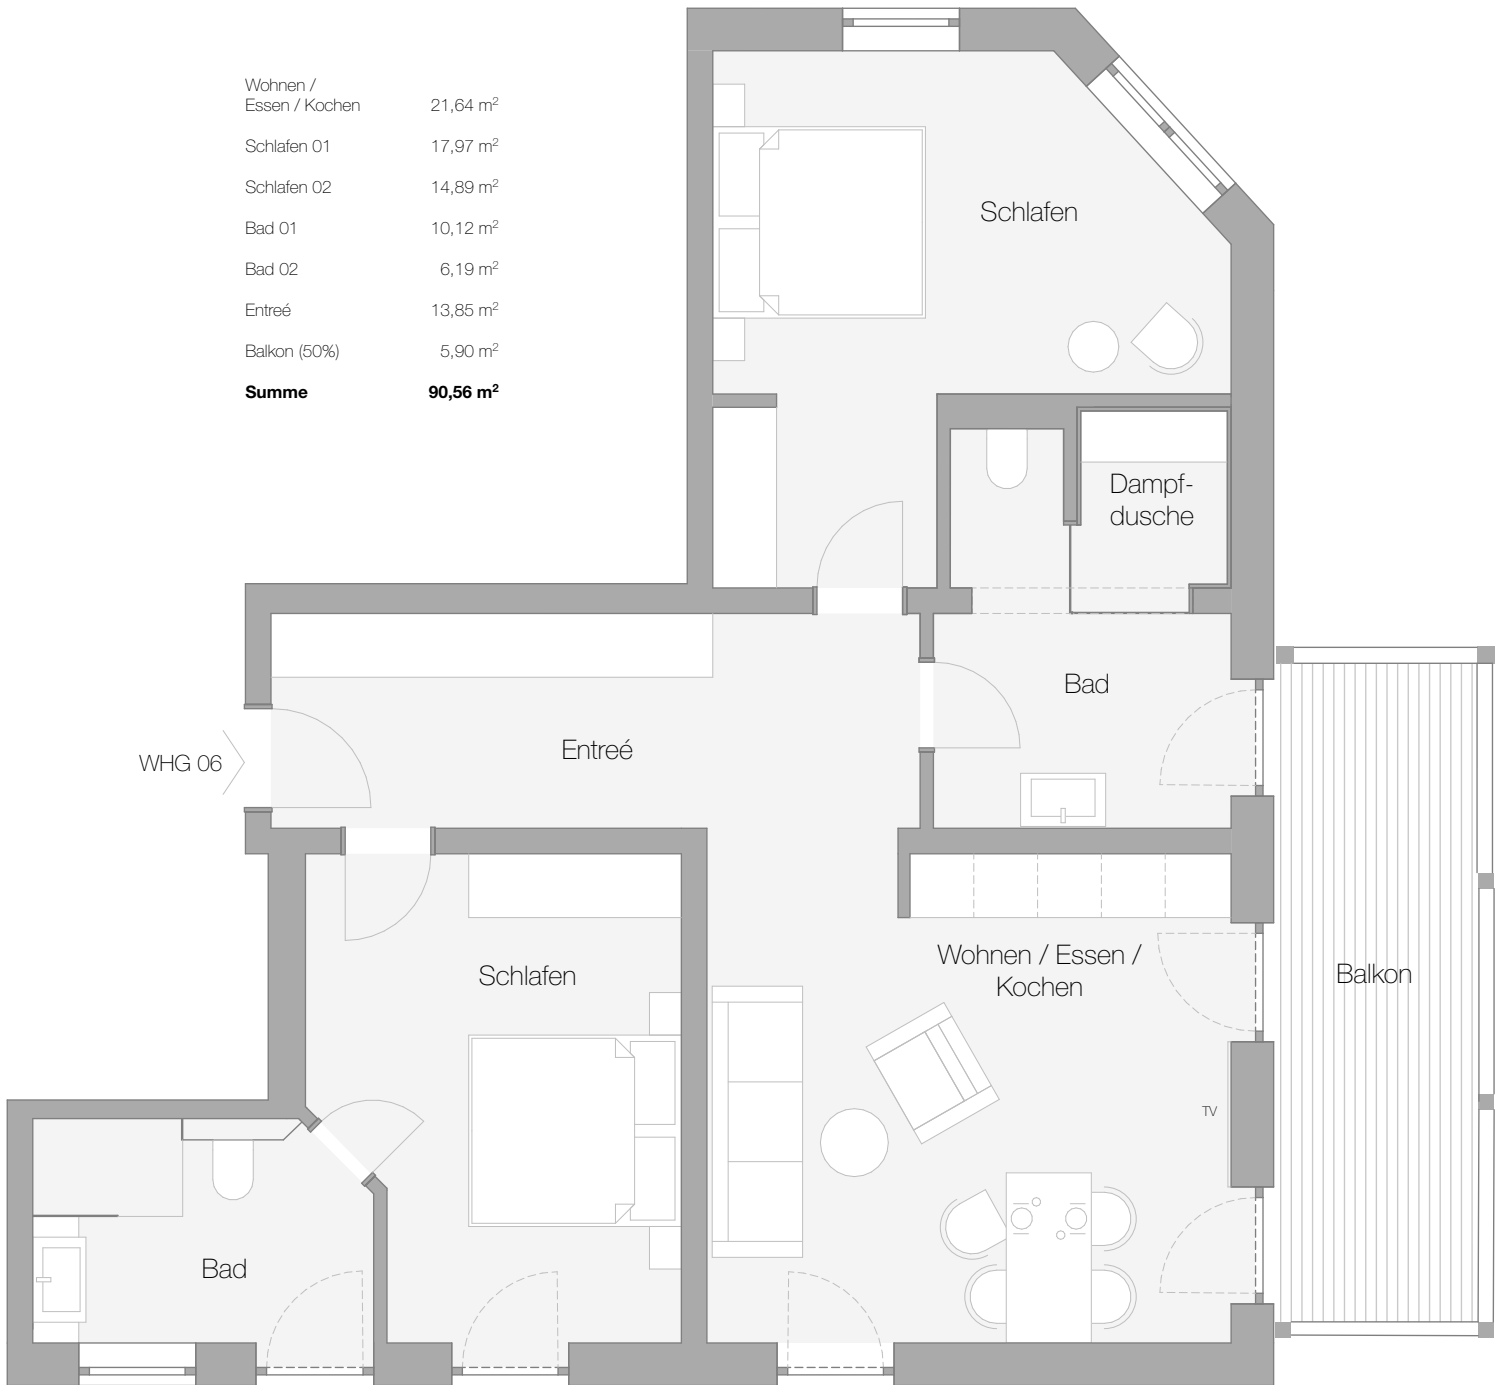 Wohnen /
Essen / Kochen 21,64 m²
Schlafen 01 17,97 m²
Schlafen 02 14,89 m²
Bad 01 10,12 m²
Bad 02 6,19 m²
Entreé 13,85 m²
Balkon (50%) 5,90 m²
Summe 90,56 m²
Schlafen
Dampf-
dusche
Bad
Entreé
WHG 06
Schlafen
Wohnen / Essen /
Kochen
Balkon
TV
Bad